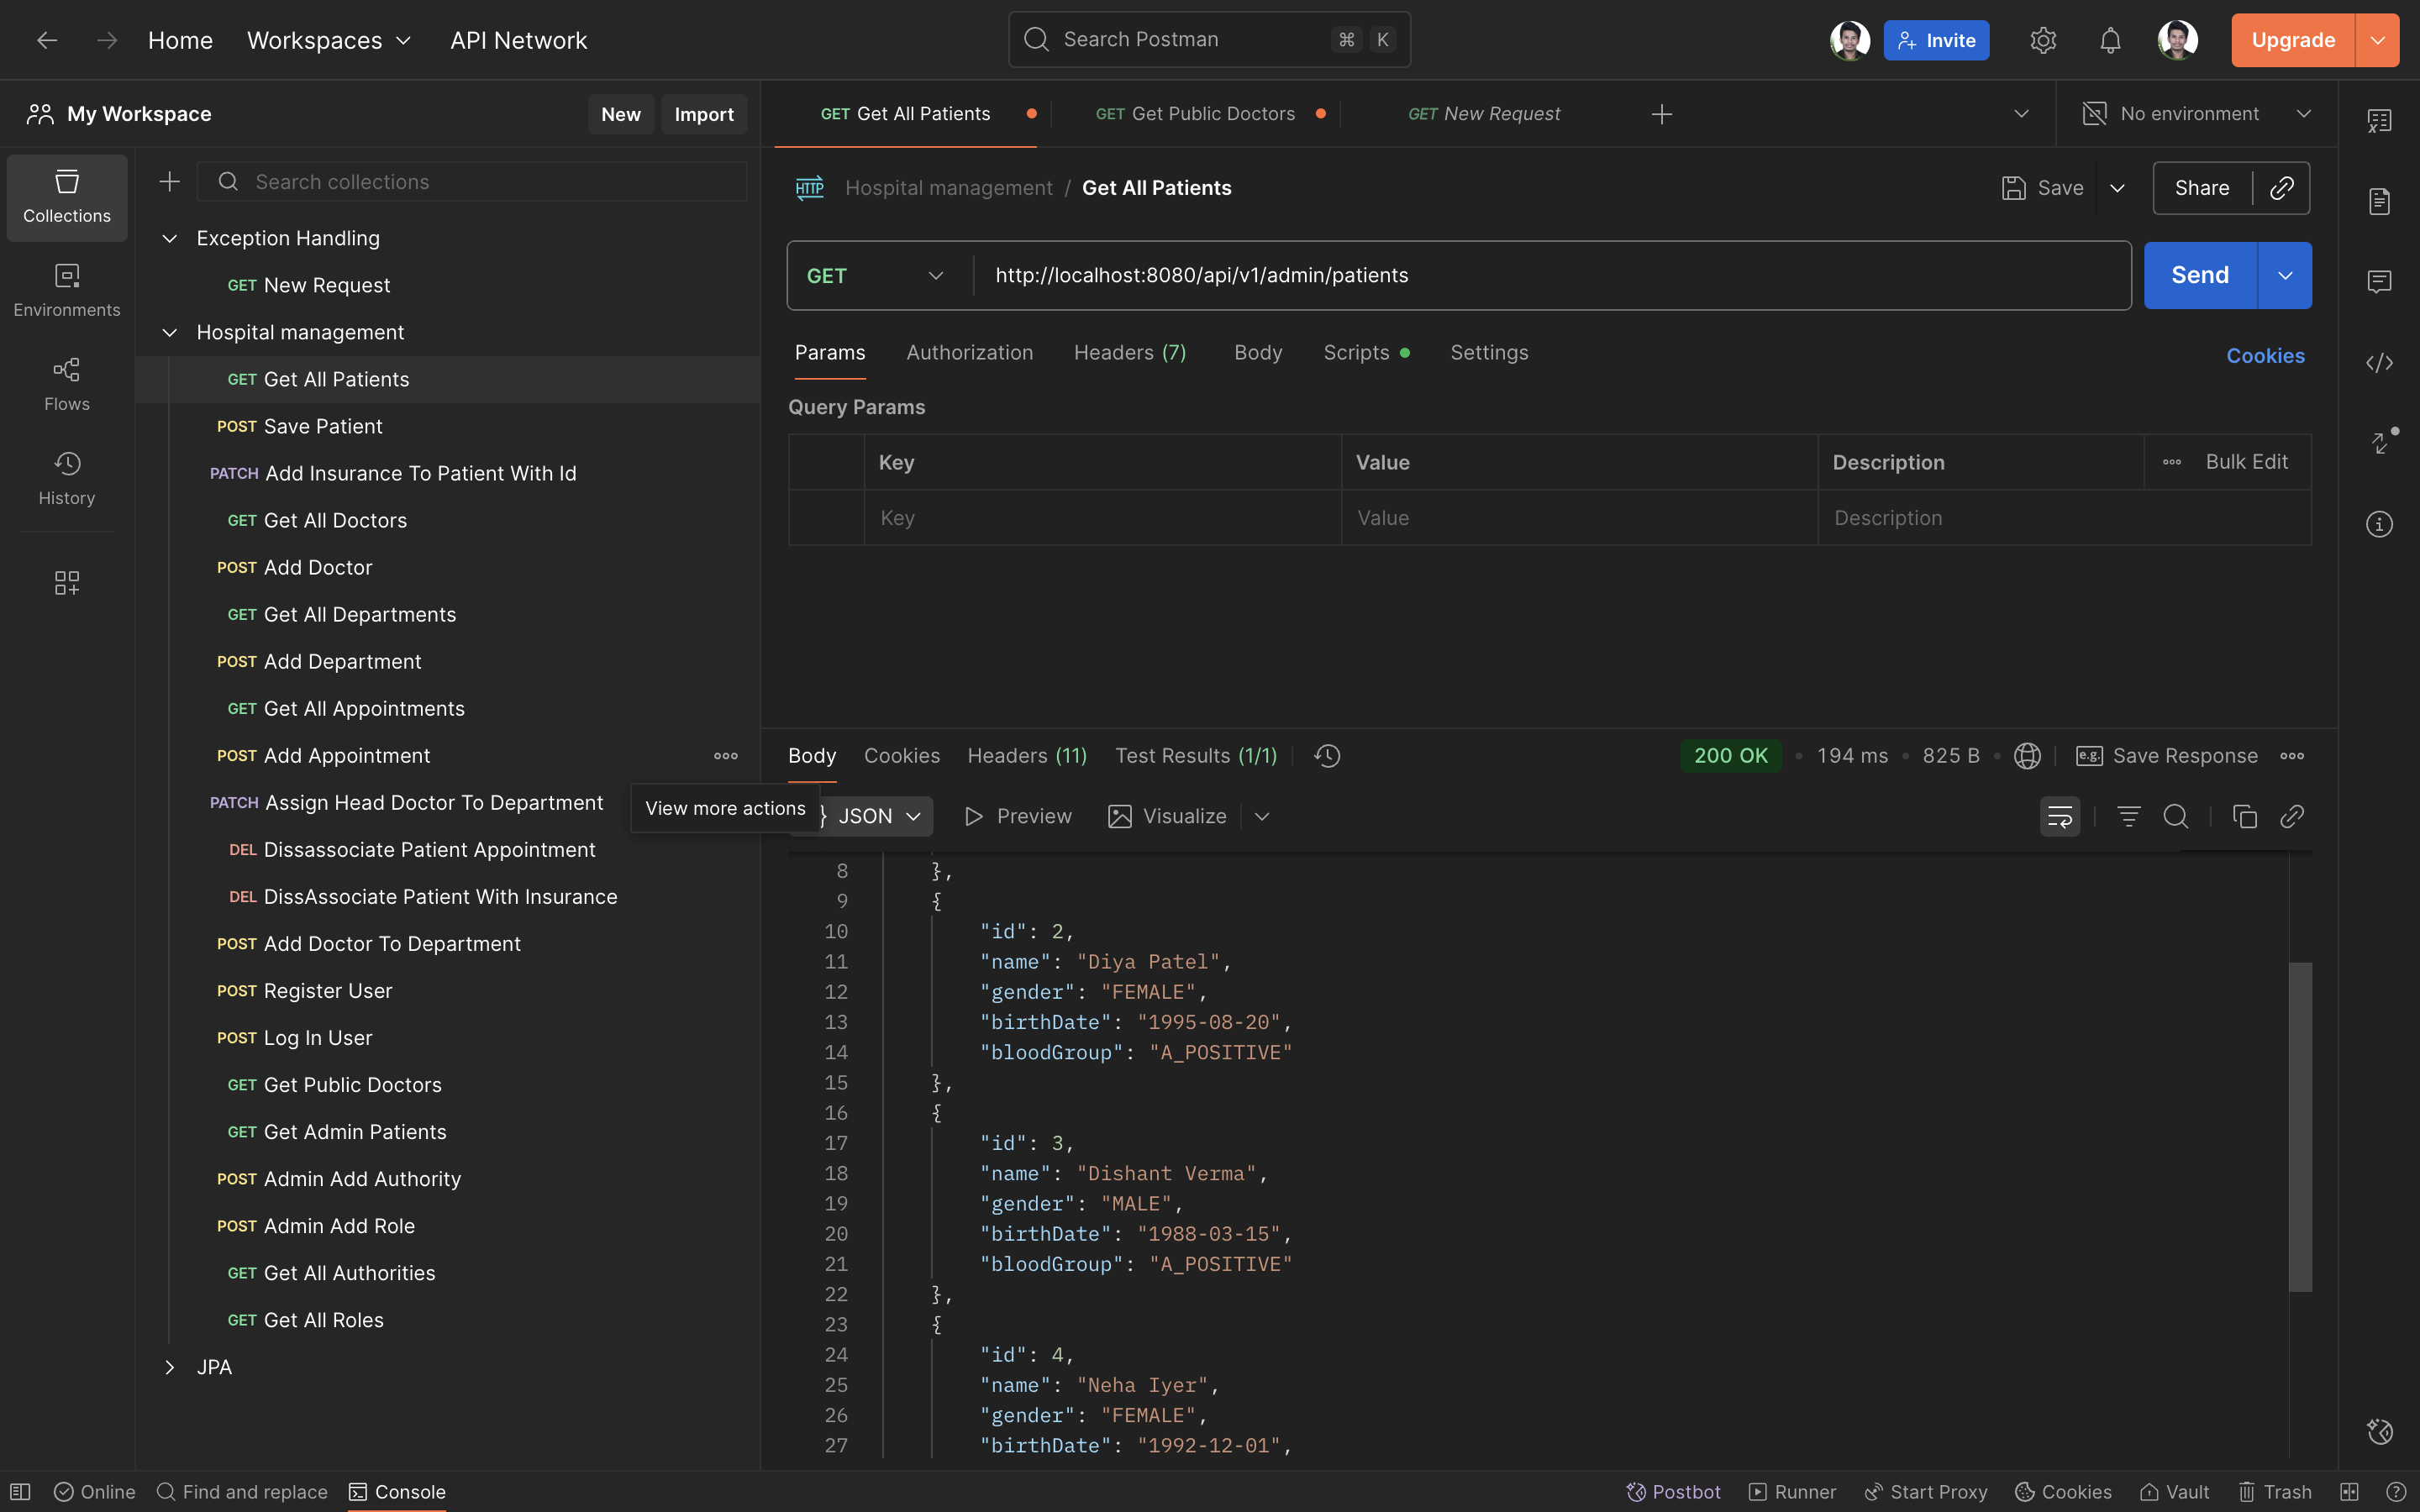 Home Workspaces API Network
Search Postman ⌘ K
Invite
Upgrade
My Workspace New Import
Collections
Environments
Flows
History
Search collections
Exception Handling
GET New Request
Hospital management
GET Get All Patients
POST Save Patient
PATCH Add Insurance To Patient With Id
GET Get All Doctors
POST Add Doctor
GET Get All Departments
POST Add Department
GET Get All Appointments
POST Add Appointment
View more actions
PATCH Assign Head Doctor To Department
DEL Dissassociate Patient Appointment
DEL DissAssociate Patient With Insurance
POST Add Doctor To Department
POST Register User
POST Log In User
GET Get Public Doctors
GET Get Admin Patients
POST Admin Add Authority
POST Admin Add Role
GET Get All Authorities
GET Get All Roles
JPA
GET Get All Patients GET Get Public Doctors GET New Request
No environment
HTTP Hospital management / Get All Patients
Save Share
GET http://localhost:8080/api/v1/admin/patients Send
Params Authorization Headers (7) Body Scripts Settings Cookies
Query Params
Key Value Description Bulk Edit
Key Value Description
Body Cookies Headers (11) Test Results (1/1)
200 OK • 194 ms • 825 B • e.g. Save Response
} JSON Preview Visualize
8 },
9 {
10 "id": 2,
11 "name": "Diya Patel",
12 "gender": "FEMALE",
13 "birthDate": "1995-08-20",
14 "bloodGroup": "A_POSITIVE"
15 },
16 {
17 "id": 3,
18 "name": "Dishant Verma",
19 "gender": "MALE",
20 "birthDate": "1988-03-15",
21 "bloodGroup": "A_POSITIVE"
22 },
23 {
24 "id": 4,
25 "name": "Neha Iyer",
26 "gender": "FEMALE",
27 "birthDate": "1992-12-01",
Online Find and replace Console
Postbot Runner Start Proxy Cookies Vault Trash